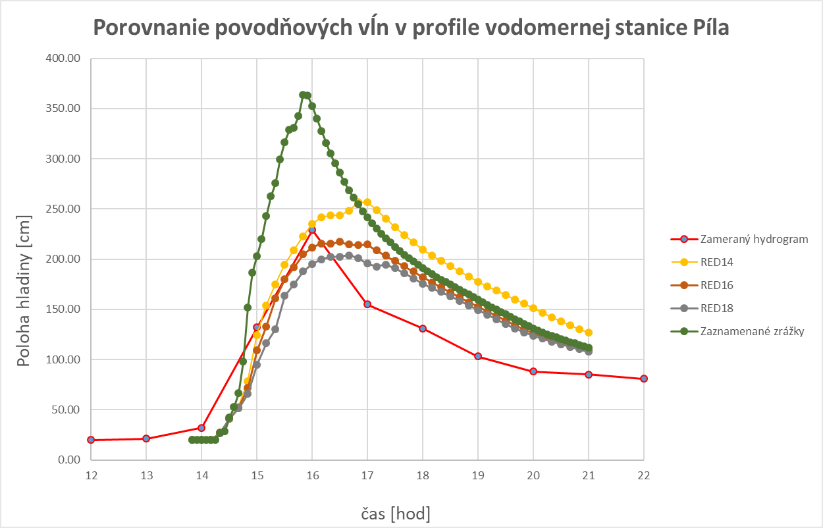 Porovnanie povodňových vĺn v profile vodomernej stanice Píla
400.00
350.00
300.00
250.00
200.00
150.00
100.00
50.00
0.00
12 13 14 15 16 17 18 19 20 21 22
Poloha hladiny [cm]
čas [hod]
Zameraný hydrogram
RED14
RED16
RED18
Zaznamenané zrážky